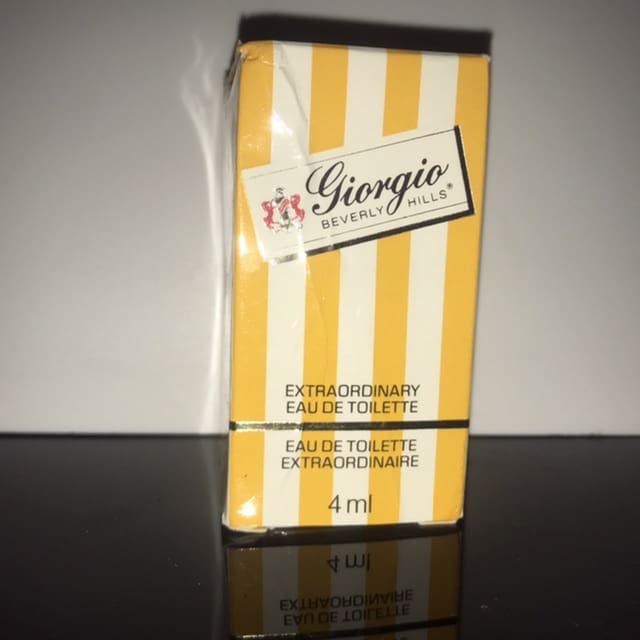 Giorgio
BEVERLY HILLS®
EXTRAORDINARY
EAU DE TOILETTE
EAU DE TOILETTE
EXTRAORDINAIRE
4 ml